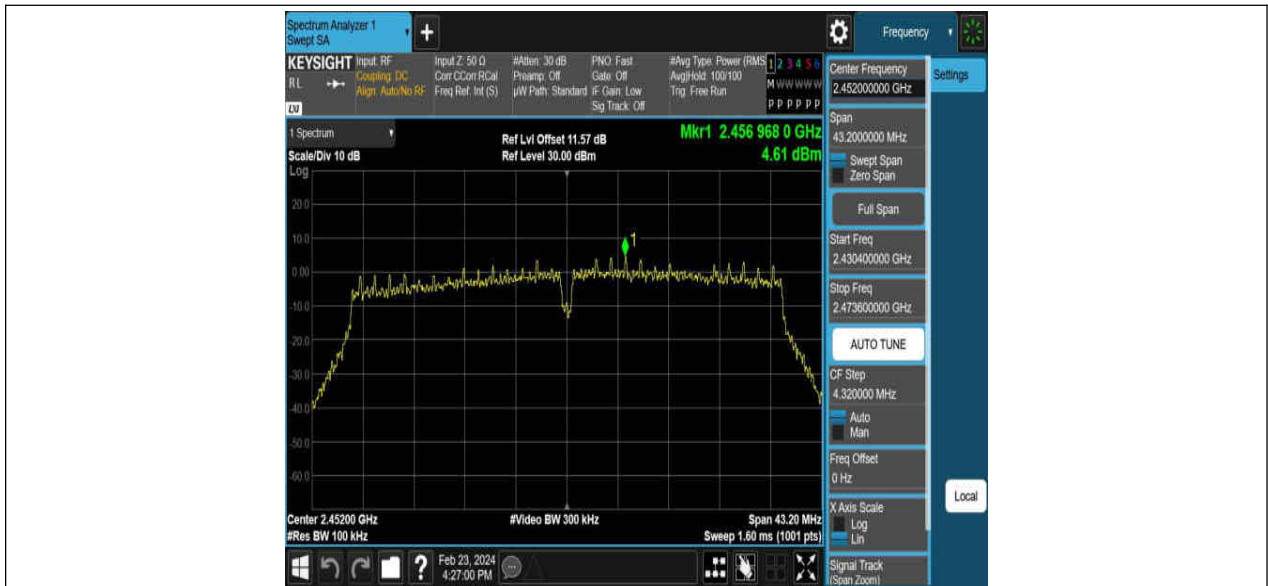 Spectrum Analyzer 1
Swept SA
+
Frequency
KEYSIGHT
RL
LXI
Input: RF
Coupling: DC
Align: Auto/No RF
Input Z: 50 Ω
Corr CCorr RCal
Freq Ref: Int (S)
#Atten: 30 dB
Preamp: Off
µW Path: Standard
PNO: Fast
Gate: Off
IF Gain: Low
Sig Track: Off
#Avg Type: Power (RMS
Avg|Hold: 100/100
Trig: Free Run
1 2 3 4 5 6
M W W W W W
P P P P P P
1 Spectrum
Scale/Div 10 dB
Ref Lvl Offset 11.57 dB
Ref Level 30.00 dBm
Mkr1 2.456 968 0 GHz
4.61 dBm
Log
20.0
10.0
0.00
-10.0
-20.0
-30.0
-40.0
-50.0
-60.0
1
Center 2.45200 GHz
#Res BW 100 kHz
#Video BW 300 kHz
Span 43.20 MHz
Sweep 1.60 ms (1001 pts)
Center Frequency
2.452000000 GHz
Settings
Span
43.2000000 MHz
Swept Span
Zero Span
Full Span
Start Freq
2.430400000 GHz
Stop Freq
2.473600000 GHz
AUTO TUNE
CF Step
4.320000 MHz
Auto
Man
Freq Offset
0 Hz
X Axis Scale
Log
Lin
Local
Signal Track
(Span Zoom)
?
Feb 23, 2024
4:27:00 PM